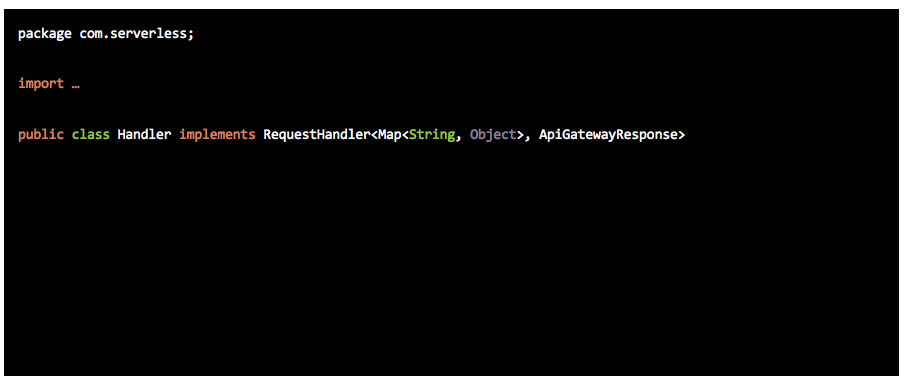 package com.serverless;
import …
public class Handler implements RequestHandler<Map<String, Object>, ApiGatewayResponse>